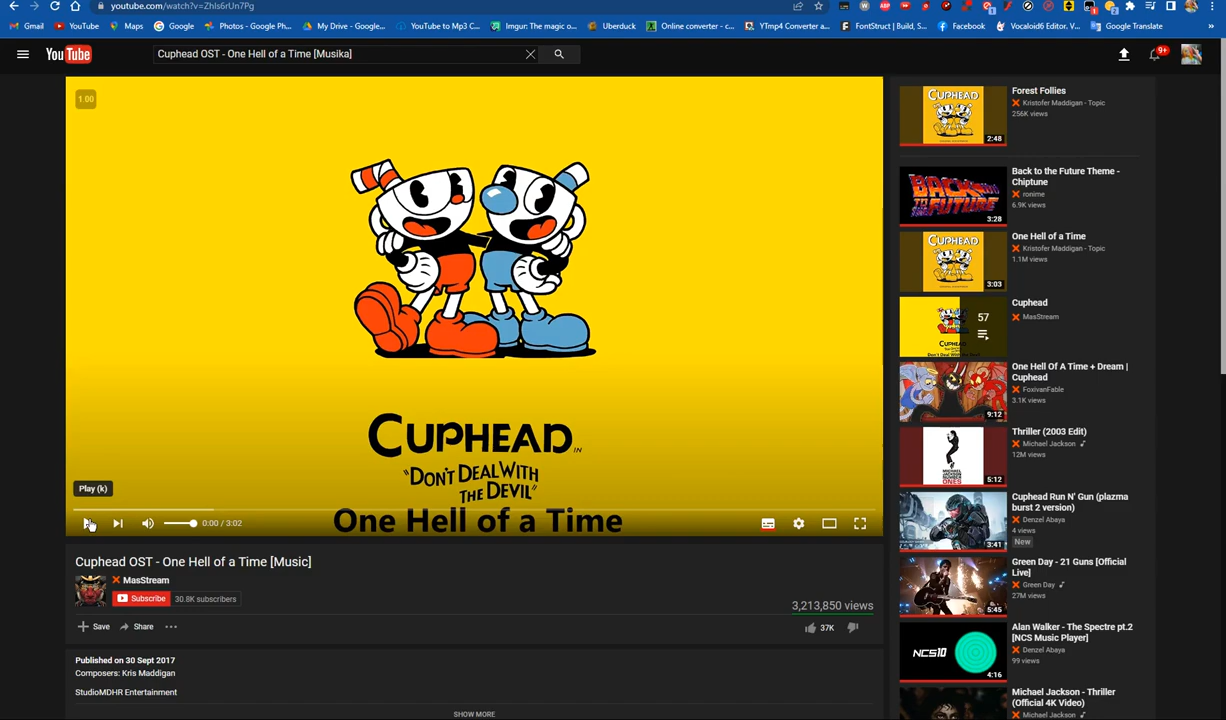 youtube.com/watch?v=Zhls6rUn7Pg
Gmail
YouTube
Maps
Google
Photos - Google Ph...
My Drive - Google...
YouTube to Mp3 C...
Imgur: The magic o...
Uberduck
Online converter - c...
YTmp4 Converter a...
FontStruct | Build, S...
Facebook
Vocaloid6 Editor. V...
Google Translate
YouTube
Cuphead OST - One Hell of a Time [Musika]
9+
1.00
CUPHEAD IN
"DON'T DEAL WITH
THE DEVIL"
One Hell of a Time
Play (k)
0:00 / 3:02
Cuphead OST - One Hell of a Time [Music]
MasStream
Subscribe
30.8K subscribers
3,213,850 views
Save
Share
37K
Published on 30 Sept 2017
Composers: Kris Maddigan
StudioMDHR Entertainment
SHOW MORE
CUPHEAD
2:48
Forest Follies
Kristofer Maddigan - Topic
256K views
BACK TO THE FUTURE
3:28
Back to the Future Theme -
Chiptune
ronime
6.9K views
CUPHEAD
3:03
One Hell of a Time
Kristofer Maddigan - Topic
1.1M views
57
Cuphead
MasStream
9:12
One Hell Of A Time + Dream |
Cuphead
FoxivanFable
3.1K views
5:12
Thriller (2003 Edit)
Michael Jackson
12M views
3:41
Cuphead Run N' Gun (plazma
burst 2 version)
Denzel Abaya
4 views
New
5:45
Green Day - 21 Guns [Official
Live]
Green Day
27M views
NCS10
4:16
Alan Walker - The Spectre pt.2
[NCS Music Player]
Denzel Abaya
99 views
Michael Jackson - Thriller
(Official 4K Video)
Michael Jackson